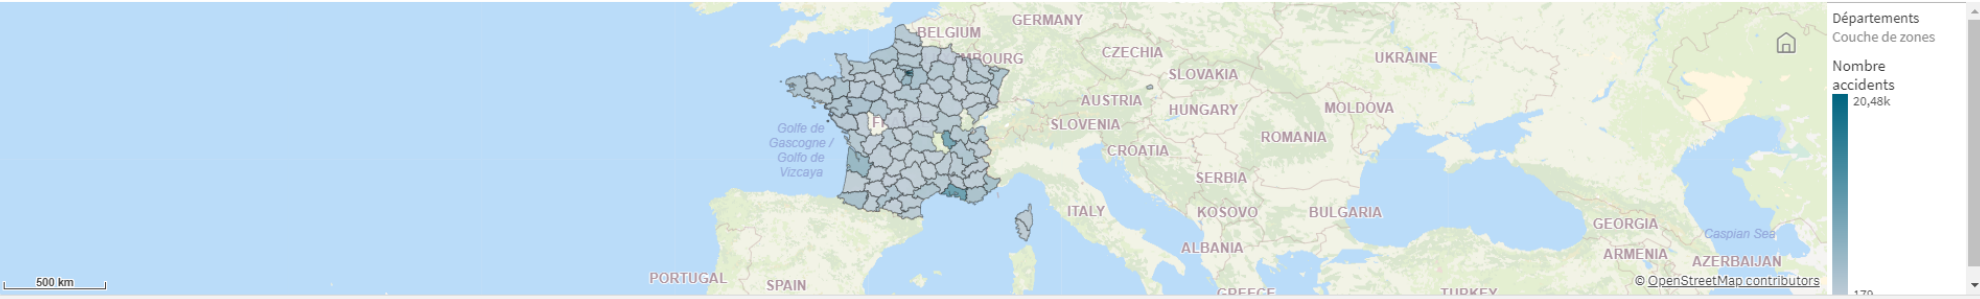 GERMANY
BELGIUM
MBOURG
CZECHIA
UKRAINE
SLOVAKIA
AUSTRIA
HUNGARY
MOLDOVA
SLOVENIA
Golfe de
Gascogne /
Golfo de
Vizcaya
ROMANIA
CROATIA
SERBIA
ITALY
KOSOVO
BULGARIA
GEORGIA
Caspian Sea
ALBANIA
ARMENIA
AZERBAIJAN
PORTUGAL
SPAIN
GREECE
TURKEY
500 km
© OpenStreetMap contributors
Départements
Couche de zones
Nombre
accidents
20,48k